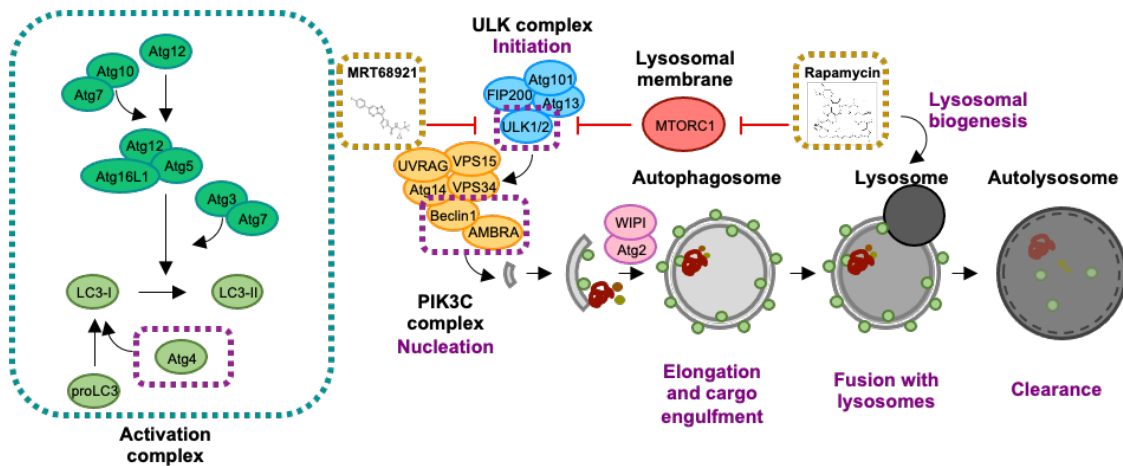 Atg12
Atg10
Atg7
Atg12
Atg5
Atg16L1
Atg3
Atg7
LC3-I
LC3-II
Atg4
proLC3
Activation
complex
MRT68921
ULK complex
Initiation
Atg101
FIP200
Atg13
ULK1/2
Lysosomal
membrane
MTORC1
Rapamycin
Lysosomal
biogenesis
UVRAG
VPS15
Atg14
VPS34
Beclin1
AMBRA
PIK3C
complex
Nucleation
WIPI
Atg2
Autophagosome
Elongation
and cargo
engulfment
Lysosome
Fusion with
lysosomes
Autolysosome
Clearance